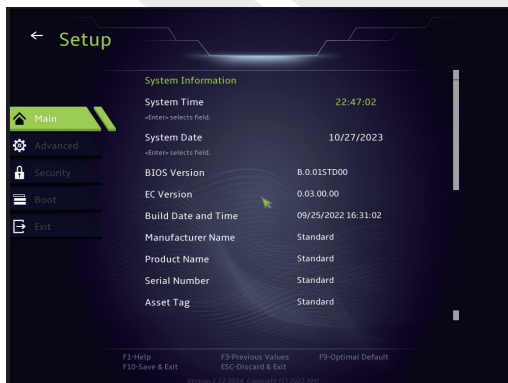 Setup
System Information
System Time 22:47:02
<Enter> selects field.
System Date 10/27/2023
<Enter> selects field.
BIOS Version B.0.01STD00
EC Version 0.03.00.00
Build Date and Time 09/25/2022 16:31:02
Manufacturer Name Standard
Product Name Standard
Serial Number Standard
Asset Tag Standard
Main
Advanced
Security
Boot
Exit
F1-Help F3-Previous Values F9-Optimal Default
F10-Save & Exit ESC-Discard & Exit
Copyright (C) 2022 AMI